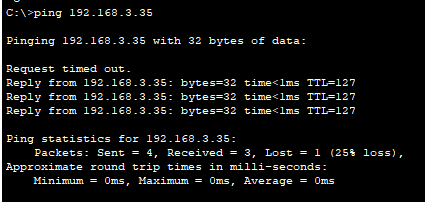 C:\>ping 192.168.3.35
Pinging 192.168.3.35 with 32 bytes of data:
Request timed out.
Reply from 192.168.3.35: bytes=32 time<1ms TTL=127
Reply from 192.168.3.35: bytes=32 time<1ms TTL=127
Reply from 192.168.3.35: bytes=32 time<1ms TTL=127
Ping statistics for 192.168.3.35:
    Packets: Sent = 4, Received = 3, Lost = 1 (25% loss),
Approximate round trip times in milli-seconds:
    Minimum = 0ms, Maximum = 0ms, Average = 0ms